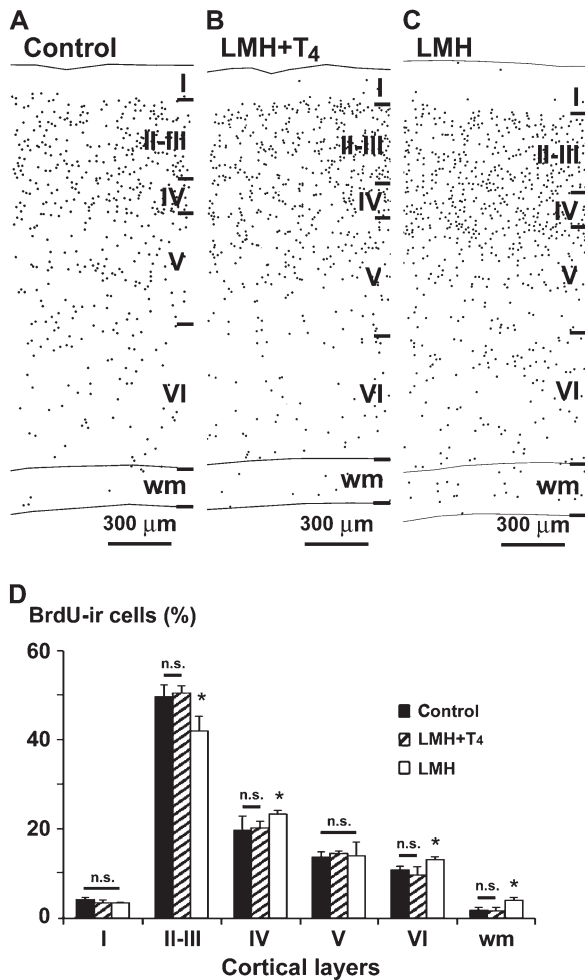 A
Control
I
II-III
IV
V
VI
wm
300 µm
B
LMH+T4
I
II-III
IV
V
VI
wm
300 µm
C
LMH
I
II-III
IV
V
VI
wm
300 µm
D
BrdU-ir cells (%)
60
40
20
0
n.s.
n.s.
*
n.s.
*
n.s.
n.s.
*
n.s.
*
Control
LMH+T4
LMH
I II-III IV V VI wm
Cortical layers